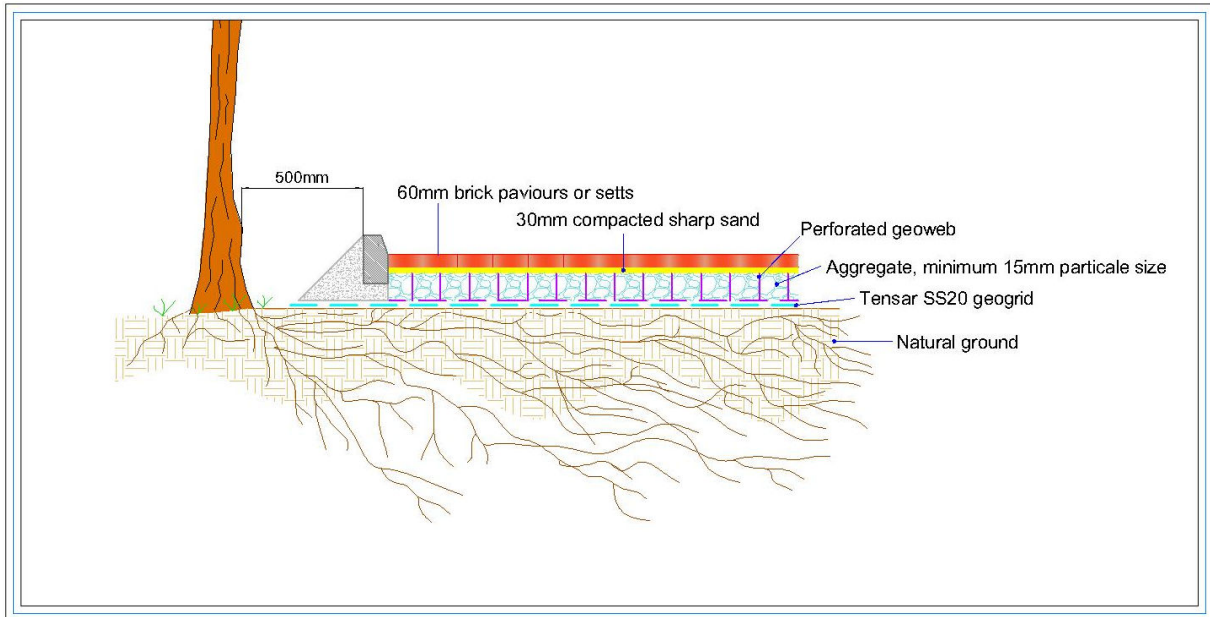 500mm
60mm brick paviours or setts
30mm compacted sharp sand
Perforated geoweb
Aggregate, minimum 15mm particale size
Tensar SS20 geogrid
Natural ground